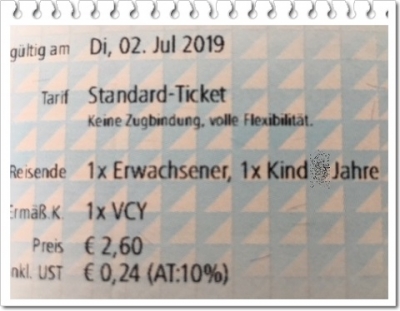 gültig am Di, 02. Jul 2019
Tarif Standard-Ticket
Keine Zugbindung, volle Flexibilität.
Reisende 1x Erwachsener, 1x Kind Jahre
Ermäß.K. 1x VCY
Preis € 2,60
inkl. UST € 0,24 (AT:10%)